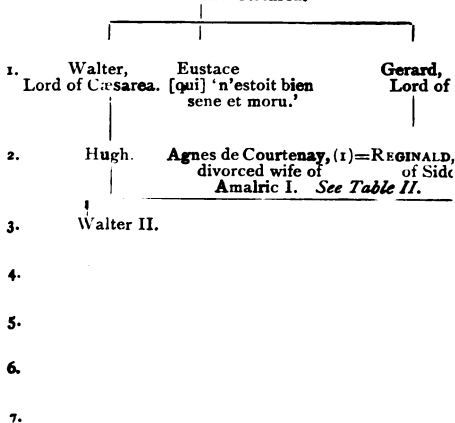 1. Walter, Eustace Gerard,
Lord of Cæsarea. [qui] 'n'estoit bien Lord of
sene et moru.'
2. Hugh. Agnes de Courtenay, (1)=REGINALD,
divorced wife of of Sido
Amalric I. See Table II.
3. Walter II.
4.
5.
6.
7.